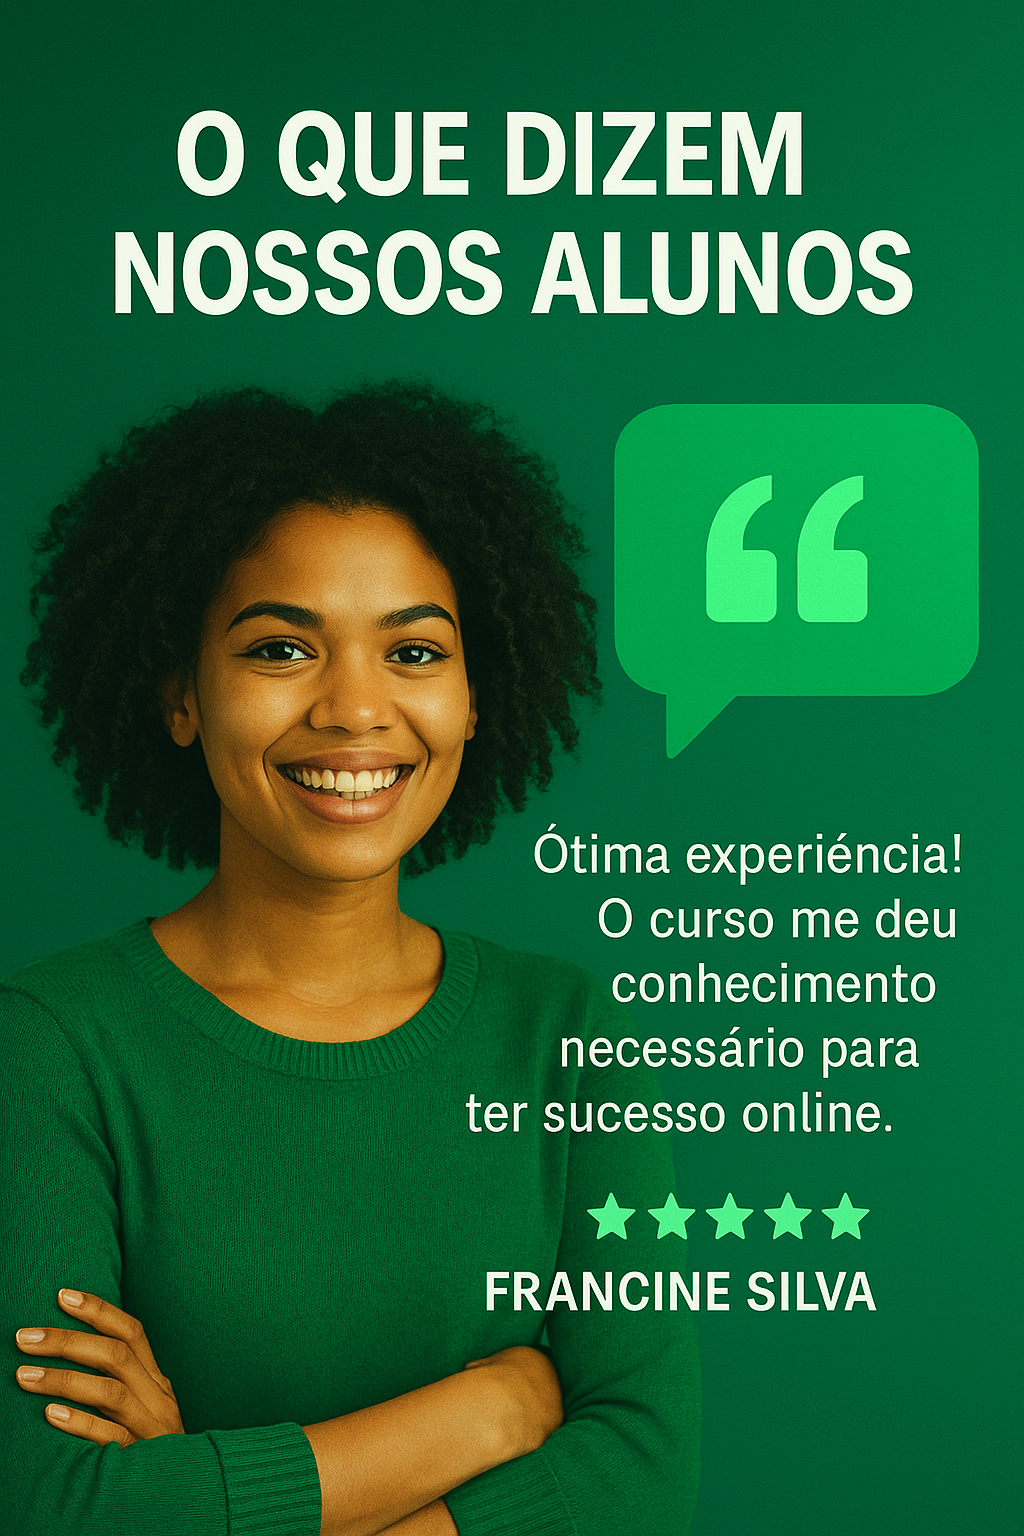 O QUE DIZEM
NOSSOS ALUNOS
Ótima experiéncia!
O curso me deu
conhecimento
necessário para
ter sucesso online.
FRANCINE SILVA